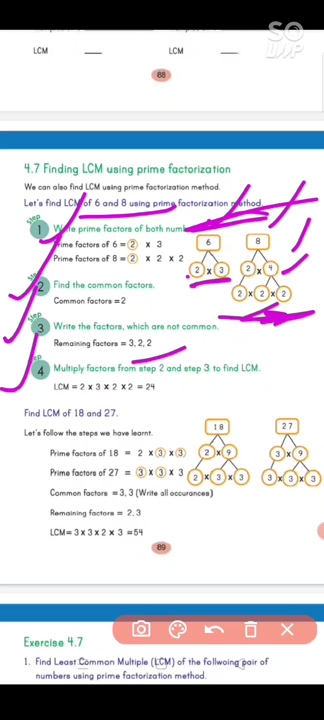 SO
LOOP
LCM ____ LCM ____
88
4.7 Finding LCM using prime factorization
We can also find LCM using prime factorization method.
Let's find LCM of 6 and 8 using prime factorization method.
Step
1
Write prime factors of both
Prime factors of 6 = 2 x 3
Prime factors of 8 = 2 x 2 x 2
6
2 x 3
8
2 x 4
2 x 2 x 2
Step
2
Find the common factors.
Common factors = 2
Step
3
Write the factors, which are not common.
Remaining factors = 3, 2, 2
Step
4
Multiply factors from step 2 and step 3 to find LCM.
LCM = 2 x 3 x 2 x 2 = 24
Find LCM of 18 and 27.
Let's follow the steps we have learnt.
Prime factors of 18 = 2 x 3 x 3
Prime factors of 27 = 3 x 3 x 3
Common factors = 3, 3 (Write all occurances)
Remaining factors = 2, 3
LCM= 3 x 3 x 2 x 3 =54
18
2 x 9
2 x 3 x 3
27
3 x 9
3 x 3 x 3
89
Exercise 4.7
1. Find Least Common Multiple (LCM) of the follwoing pair of
numbers using prime factorization method.